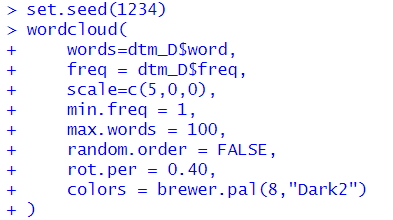 > set.seed(1234)
> wordcloud(
+     words=dtm_D$word,
+     freq = dtm_D$freq,
+     scale=c(5,0,0),
+     min.freq = 1,
+     max.words = 100,
+     random.order = FALSE,
+     rot.per = 0.40,
+     colors = brewer.pal(8,"Dark2")
+ )